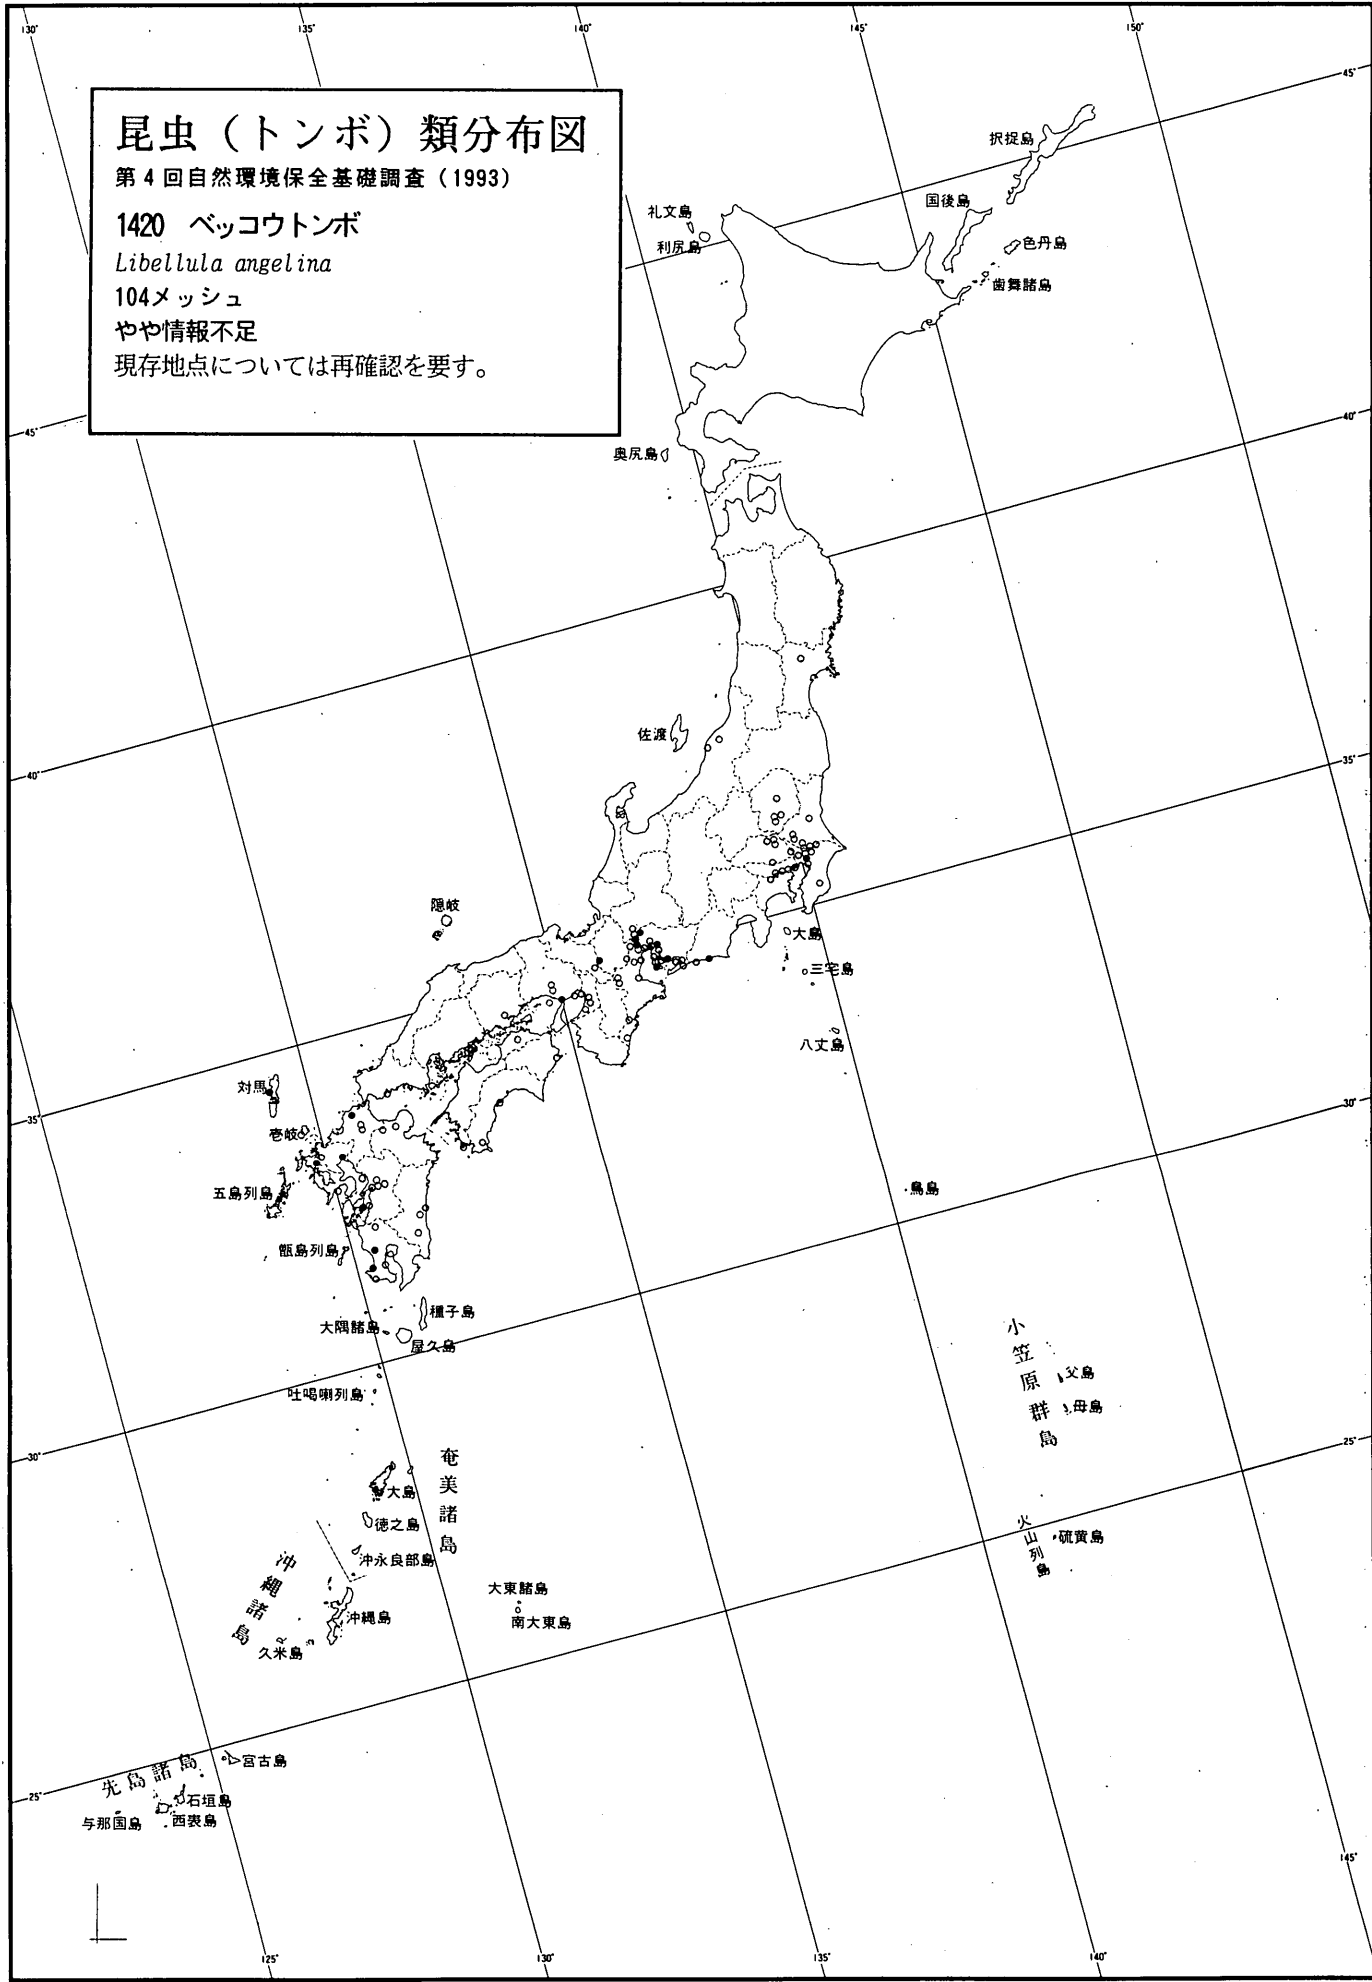 130°
135°
140°
145°
150°
昆虫（トンボ）類分布図
第４回自然環境保全基礎調査（1993）
1420 ベッコウトンボ
Libellula angelina
104メッシュ
やや情報不足
現存地点については再確認を要す。
45°
択捉島
国後島
礼文島
利尻島
色丹島
歯舞諸島
45°
40°
奥尻島
佐渡
40°
35°
隠岐
大島
三宅島
八丈島
対馬
35°
壱岐
30°
五島列島
鳥島
甑島列島
種子島
大隅諸島
屋久島
吐噶喇列島
小笠原群島
父島
母島
30°
25°
奄美諸島
大島
徳之島
火山列島
硫黄島
沖永良部島
沖縄諸島
大東諸島
沖縄島
南大東島
久米島
宮古島
先島諸島
25°
石垣島
与那国島
西表島
145°
125°
130°
135°
140°